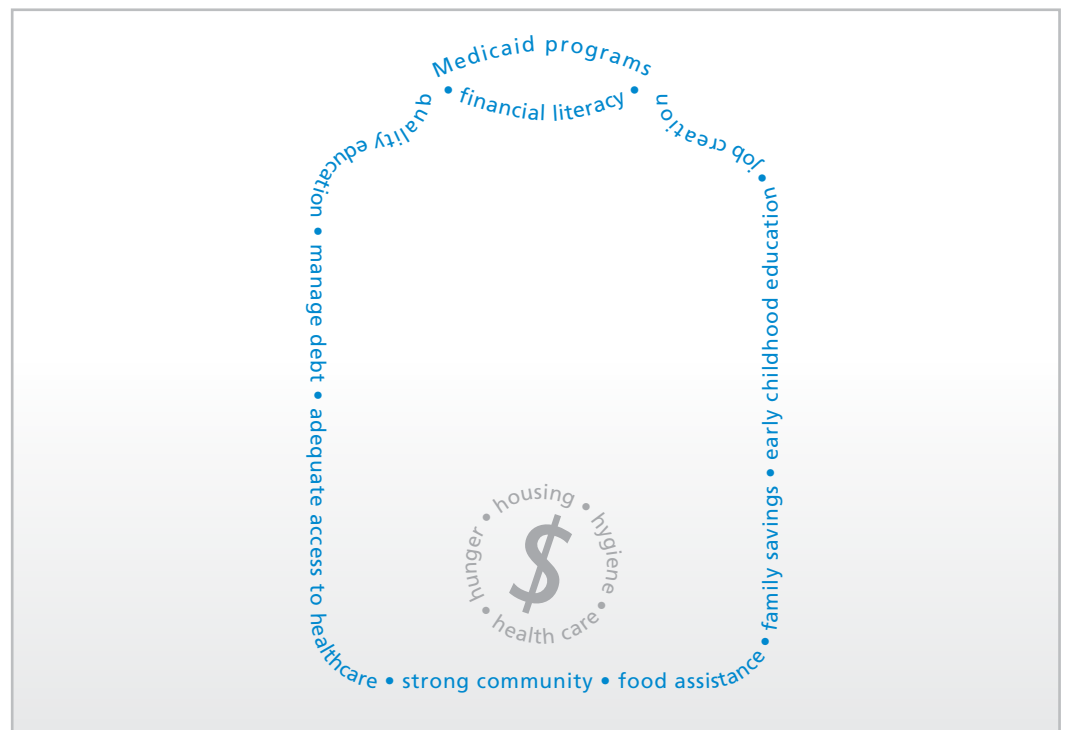 Medicaid programs
• financial literacy •
quality education • manage debt • adequate access to healthcare • strong community • food assistance • family savings • early childhood education • job creation
housing • hygiene • health care • hunger •
$